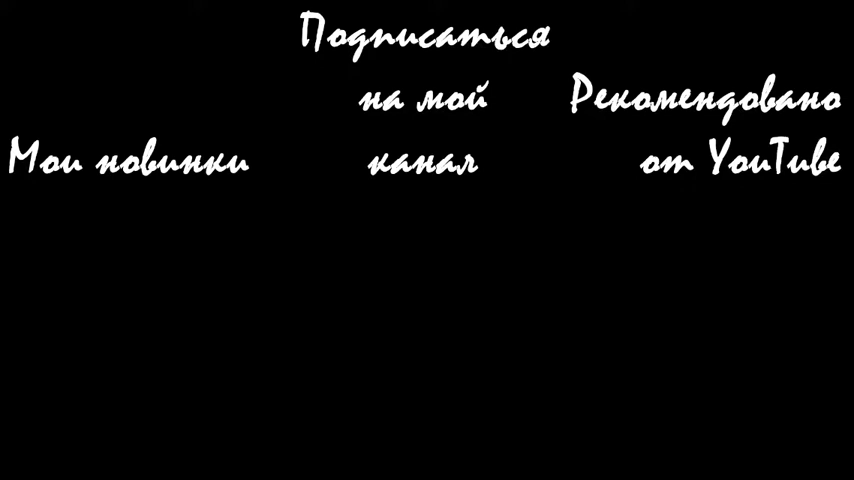 Мои новинки
Подписаться
на мой
канал
Рекомендовано
от YouTube